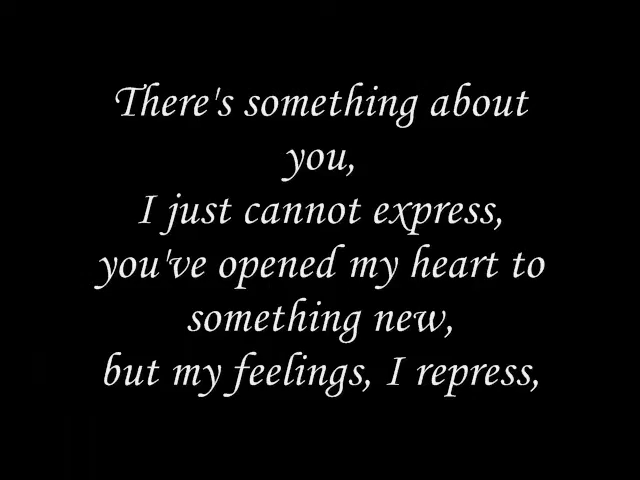 There's something about
you,
I just cannot express,
you've opened my heart to
something new,
but my feelings, I repress,